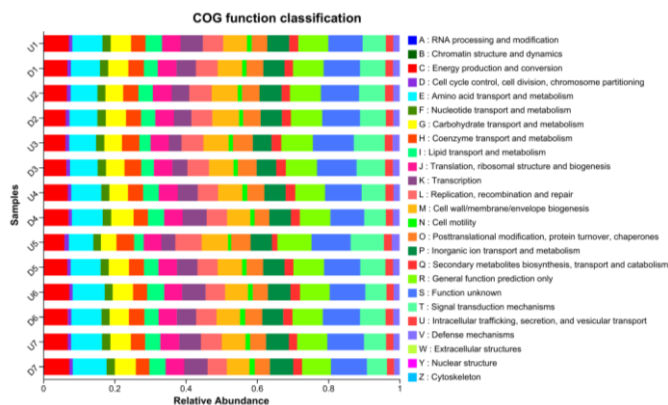 COG function classification
U1
D1
U2
D2
U3
D3
U4
D4
U5
D5
U6
D6
U7
D7
Samples
0
0.2
0.4
0.6
0.8
1
Relative Abundance
A : RNA processing and modification
B : Chromatin structure and dynamics
C : Energy production and conversion
D : Cell cycle control, cell division, chromosome partitioning
E : Amino acid transport and metabolism
F : Nucleotide transport and metabolism
G : Carbohydrate transport and metabolism
H : Coenzyme transport and metabolism
I : Lipid transport and metabolism
J : Translation, ribosomal structure and biogenesis
K : Transcription
L : Replication, recombination and repair
M : Cell wall/membrane/envelope biogenesis
N : Cell motility
O : Posttranslational modification, protein turnover, chaperones
P : Inorganic ion transport and metabolism
Q : Secondary metabolites biosynthesis, transport and catabolism
R : General function prediction only
S : Function unknown
T : Signal transduction mechanisms
U : Intracellular trafficking, secretion, and vesicular transport
V : Defense mechanisms
W : Extracellular structures
Y : Nuclear structure
Z : Cytoskeleton